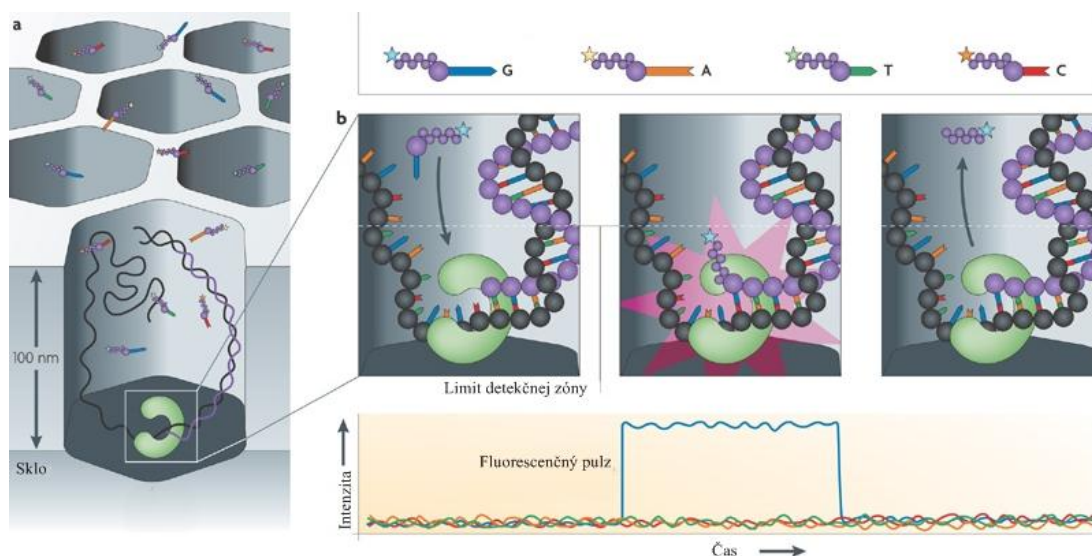 a
G
A
T
C
b
100 nm
Limit detekčnej zóny
Sklo
Fluorescenčný pulz
Intenzita
Čas